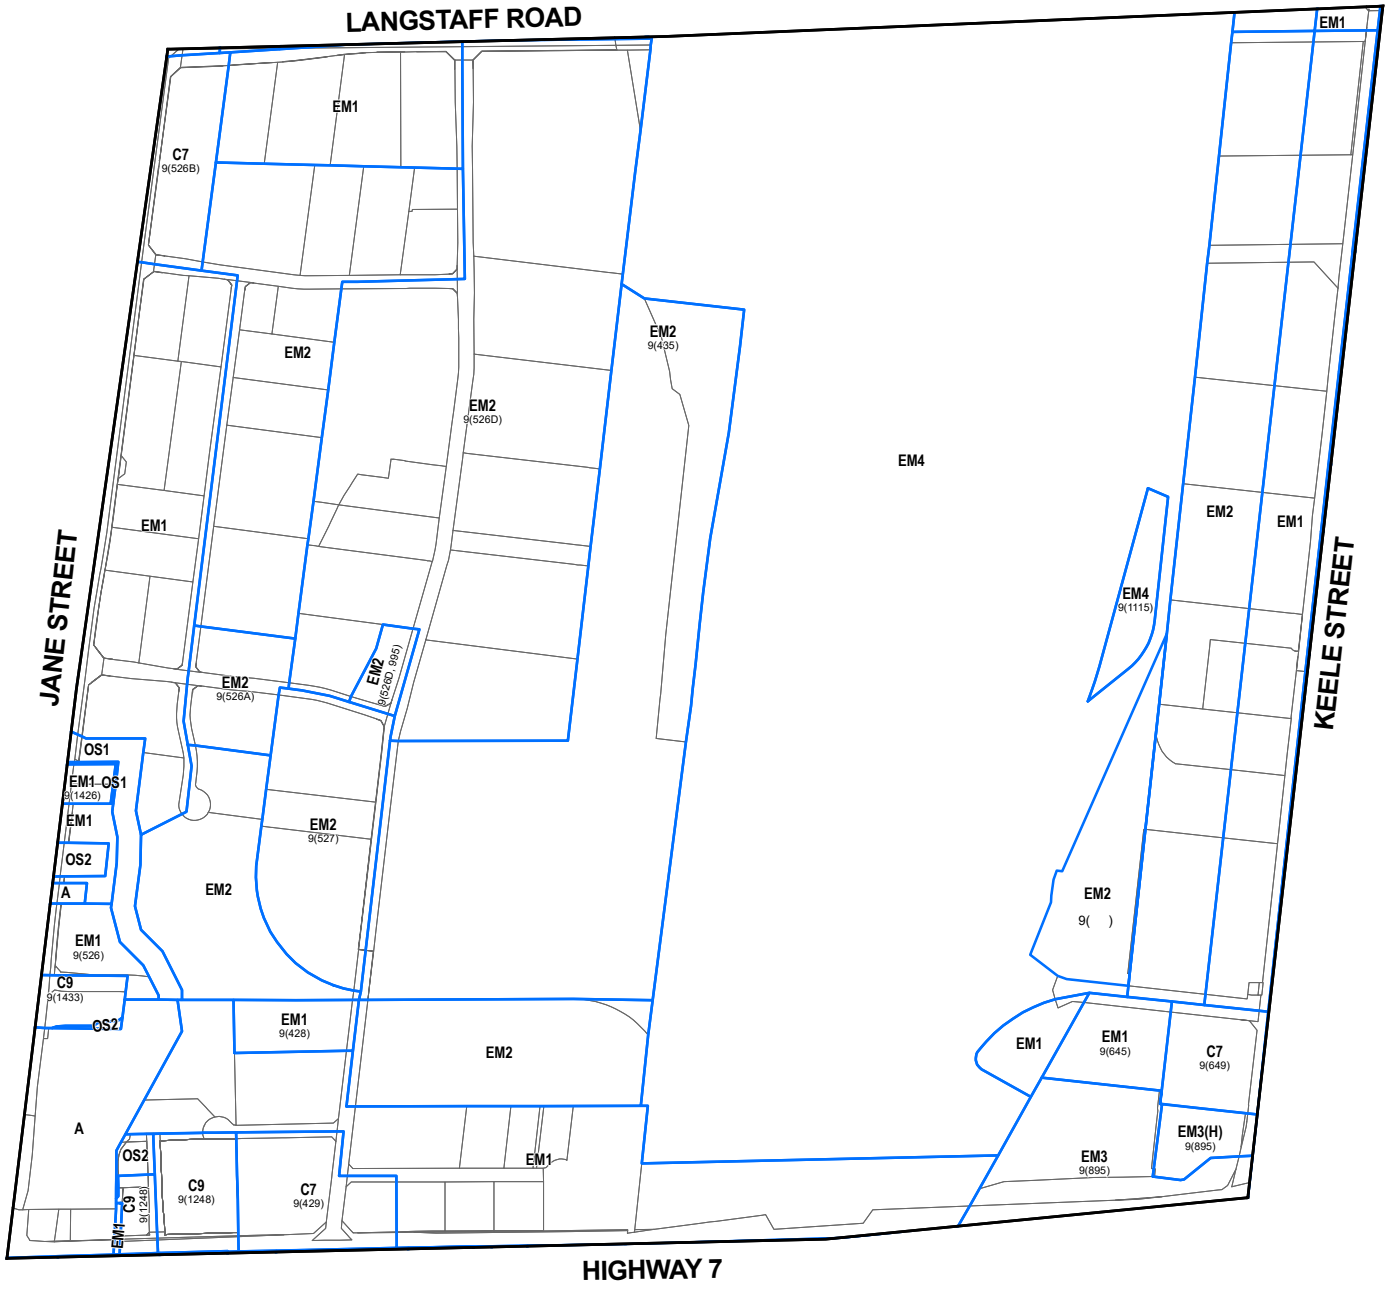 LANGSTAFF ROAD
EM1
EM1
C7
9(526B)
EM2
9(435)
EM2
EM2
9(526D)
EM4
EM2
EM1
EM1
JANE STREET
KEELE STREET
EM4
9(1115)
EM2
9(526D, 995)
EM2
9(526A)
OS1
EM1
OS1
9(1426)
EM1
EM2
9(527)
OS2
A
EM2
EM2
9( )
EM1
9(526)
C9
9(1433)
OS2
EM1
9(428)
EM2
EM1
EM1
9(645)
C7
9(649)
A
EM3(H)
9(895)
OS2
EM1
EM3
9(895)
C9
9(1248)
C9
9(1248)
C7
9(429)
EM1
HIGHWAY 7